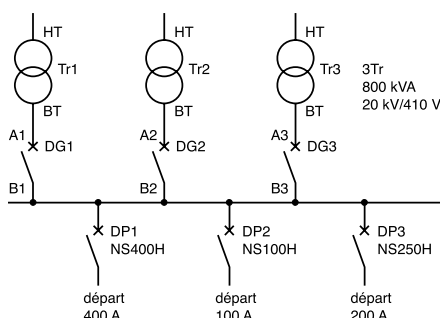 HT
HT
HT
Tr1
Tr2
Tr3
3Tr
800 kVA
20 kV/410 V
BT
BT
BT
A1
DG1
A2
DG2
A3
DG3
B1
B2
B3
DP1
NS400H
DP2
NS100H
DP3
NS250H
départ
400 A
départ
100 A
départ
200 A